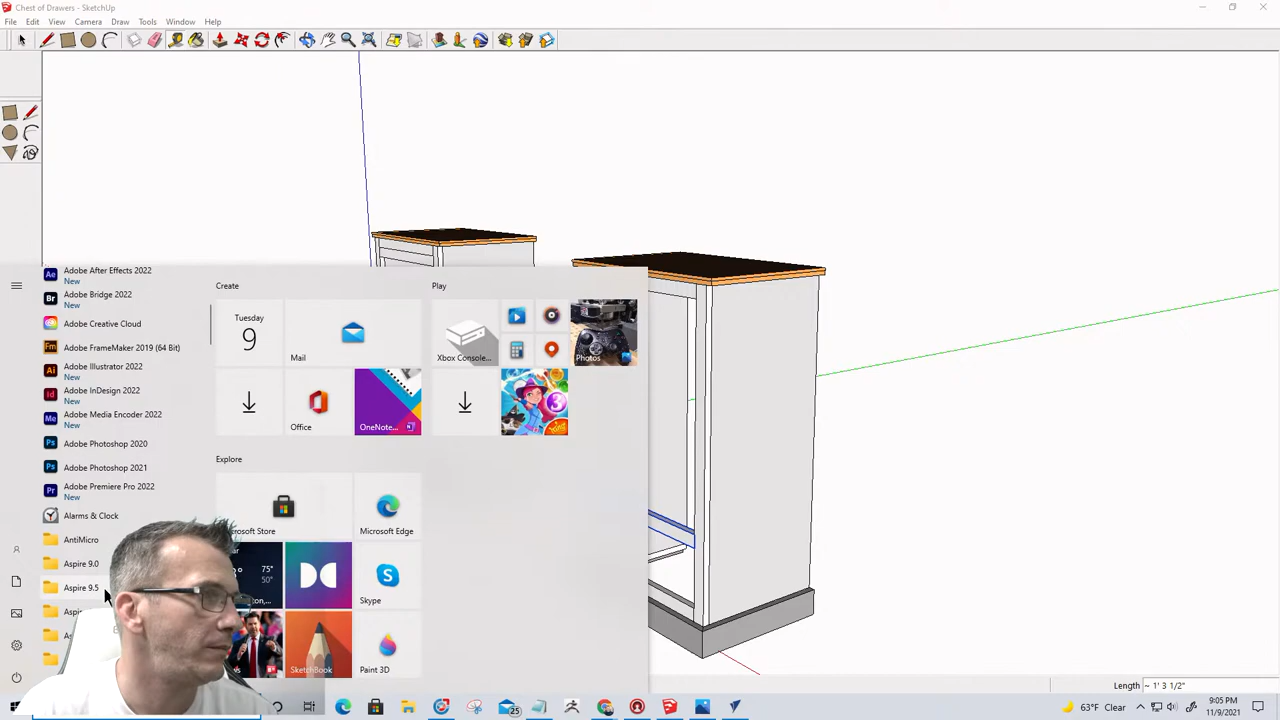 Chest of Drawers - SketchUp
File Edit View Camera Draw Tools Window Help
Adobe After Effects 2022
New
Adobe Bridge 2022
New
Adobe Creative Cloud
Adobe FrameMaker 2019 (64 Bit)
Adobe Illustrator 2022
New
Adobe InDesign 2022
New
Adobe Media Encoder 2022
New
Adobe Photoshop 2020
Adobe Photoshop 2021
Adobe Premiere Pro 2022
New
Alarms & Clock
AntiMicro
Aspire 9.0
Aspire 9.5
Create
Tuesday
9
Mail
Office
OneNote...
Explore
Microsoft Edge
75°
50°
Skype
SketchBook
Paint 3D
Play
Xbox Console...
Photos
3
Length ~ 1' 3 1/2"
25
63°F Clear
9:05 PM
11/9/2021